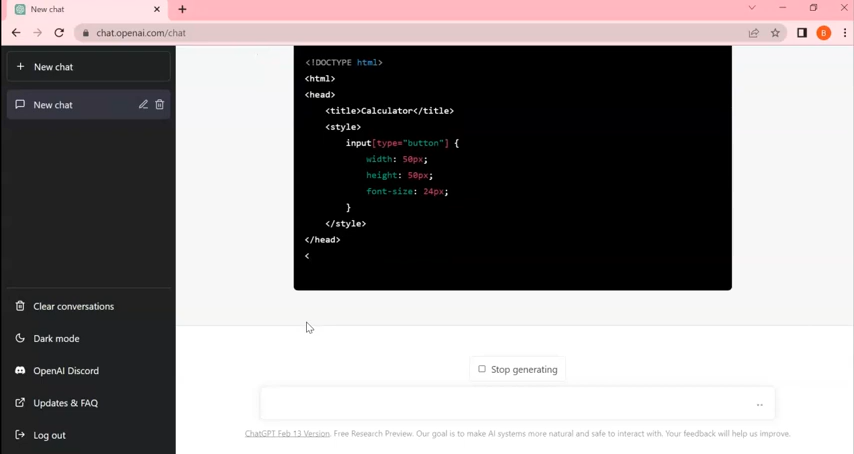 New chat
chat.openai.com/chat
B
New chat
New chat
Clear conversations
Dark mode
OpenAI Discord
Updates & FAQ
Log out
<!DOCTYPE html>
<html>
<head>
<title>Calculator</title>
<style>
input[type="button"] {
width: 50px;
height: 50px;
font-size: 24px;
}
</style>
</head>
<
Stop generating
ChatGPT Feb 13 Version. Free Research Preview. Our goal is to make AI systems more natural and safe to interact with. Your feedback will help us improve.